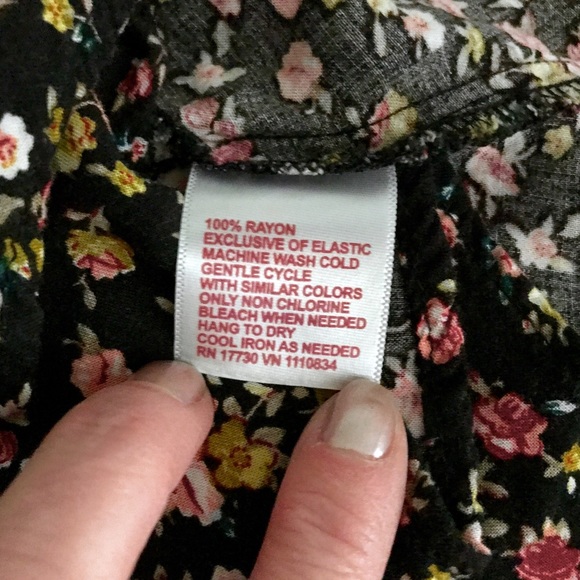 100% RAYON
EXCLUSIVE OF ELASTIC
MACHINE WASH COLD
GENTLE CYCLE
WITH SIMILAR COLORS
ONLY NON CHLORINE
BLEACH WHEN NEEDED
HANG TO DRY
COOL IRON AS NEEDED
RN 17730 VN 1110834